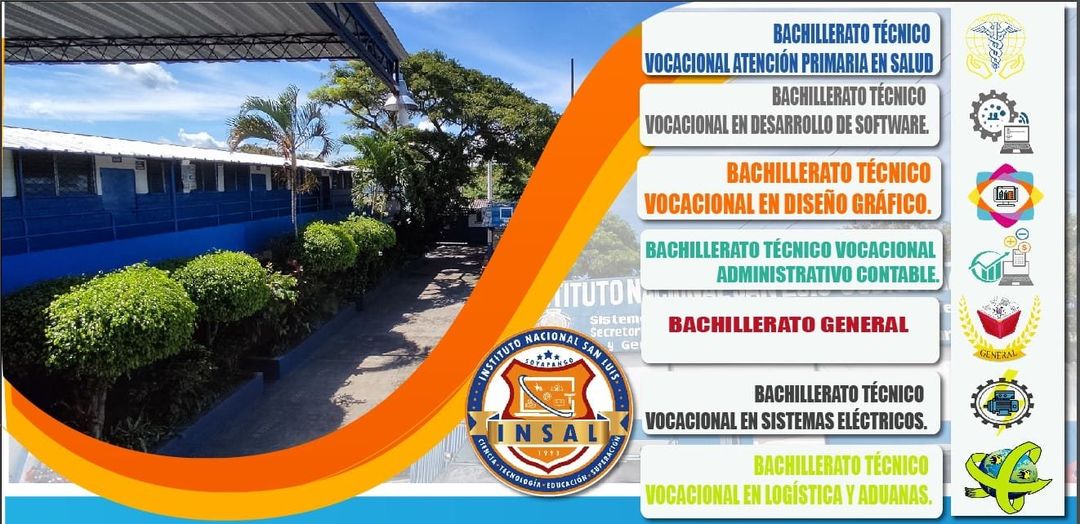 BACHILLERATO TÉCNICO
VOCACIONAL ATENCIÓN PRIMARIA EN SALUD
BACHILLERATO TÉCNICO
VOCACIONAL EN DESARROLLO DE SOFTWARE.
BACHILLERATO TÉCNICO
VOCACIONAL EN DISEÑO GRÁFICO.
BACHILLERATO TÉCNICO VOCACIONAL
ADMINISTRATIVO CONTABLE.
BACHILLERATO GENERAL
GENERAL
BACHILLERATO TÉCNICO
VOCACIONAL EN SISTEMAS ELÉCTRICOS.
BACHILLERATO TÉCNICO
VOCACIONAL EN LOGÍSTICA Y ADUANAS.
INSTITUTO NACIONAL SAN LUIS
SOYAPANGO
INSAL
1993
CIENCIA - TECNOLOGÍA - EDUCACIÓN - SUPERACIÓN